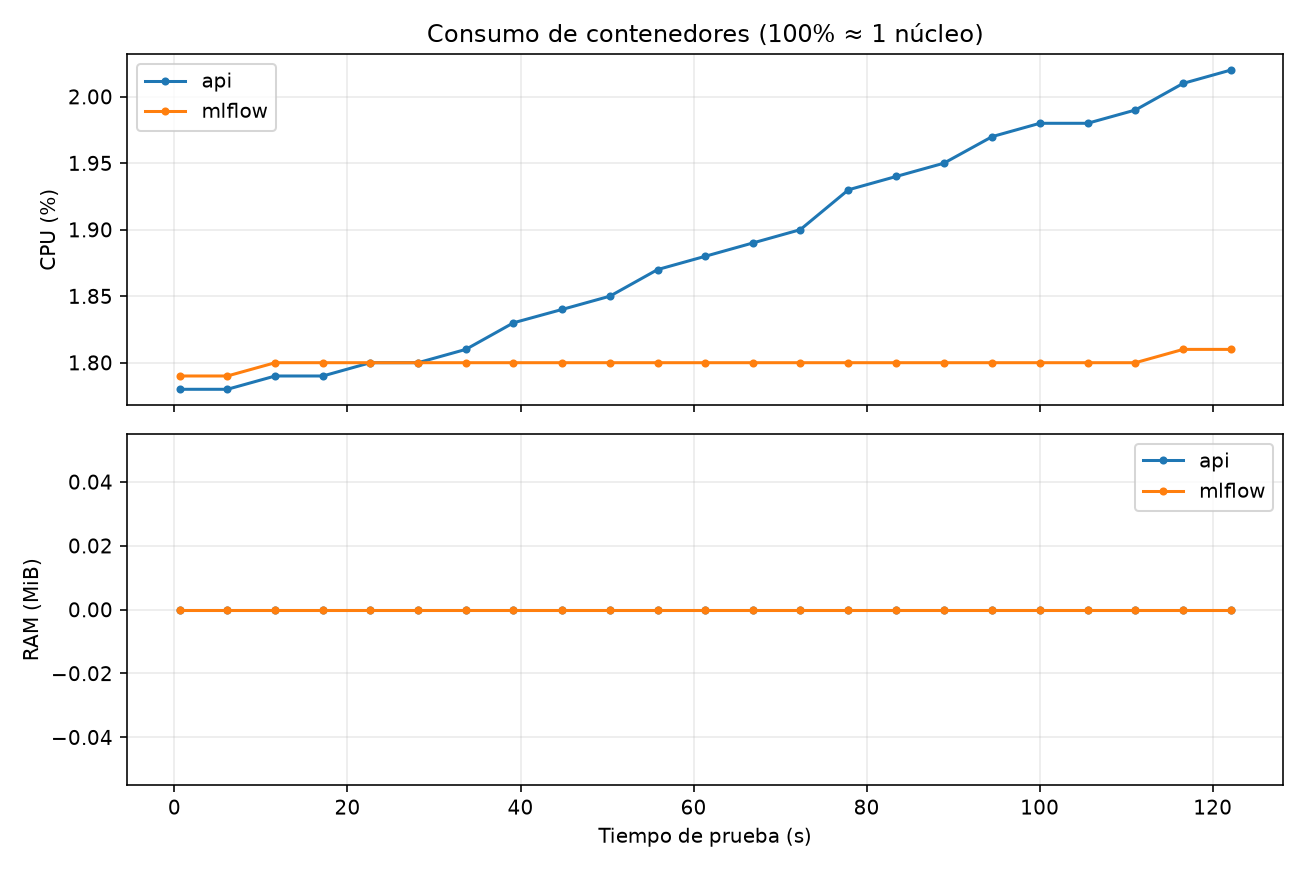 Consumo de contenedores (100% ≈ 1 núcleo)
api
mlflow
CPU (%)
2.00
1.95
1.90
1.85
1.80
api
mlflow
RAM (MiB)
0.04
0.02
0.00
−0.02
−0.04
0 20 40 60 80 100 120
Tiempo de prueba (s)